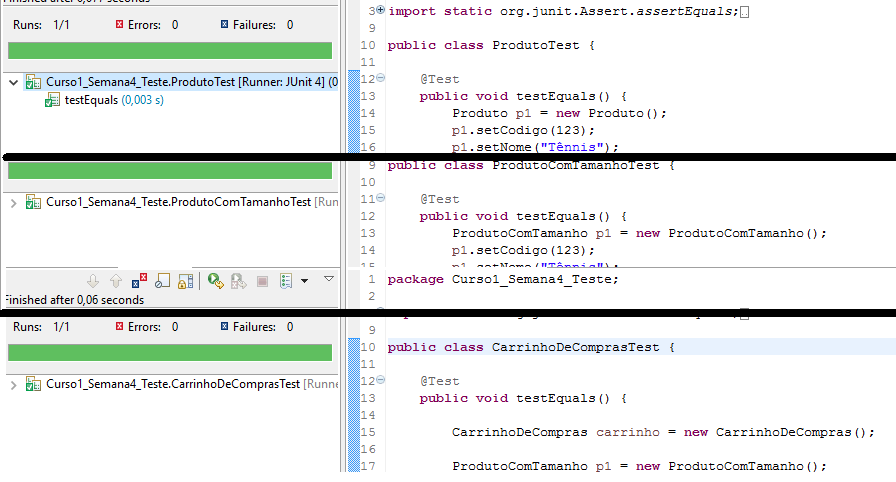 Finished after 0,077 seconds
Runs: 1/1 Errors: 0 Failures: 0
Curso1_Semana4_Teste.ProdutoTest [Runner: JUnit 4] (0
testEquals (0,003 s)
3 import static org.junit.Assert.assertEquals;
9
10 public class ProdutoTest {
11
12 @Test
13 public void testEquals() {
14 Produto p1 = new Produto();
15 p1.setCodigo(123);
16 p1.setNome("Tênnis");
Curso1_Semana4_Teste.ProdutoComTamanhoTest [Run
9 public class ProdutoComTamanhoTest {
10
11 @Test
12 public void testEquals() {
13 ProdutoComTamanho p1 = new ProdutoComTamanho();
14 p1.setCodigo(123);
15 p1.setNome("Tênnis");
Finished after 0,06 seconds
Runs: 1/1 Errors: 0 Failures: 0
Curso1_Semana4_Teste.CarrinhoDeComprasTest [Runne
1 package Curso1_Semana4_Teste;
2
9
10 public class CarrinhoDeComprasTest {
11
12 @Test
13 public void testEquals() {
14
15 CarrinhoDeCompras carrinho = new CarrinhoDeCompras();
16
17 ProdutoComTamanho p1 = new ProdutoComTamanho();